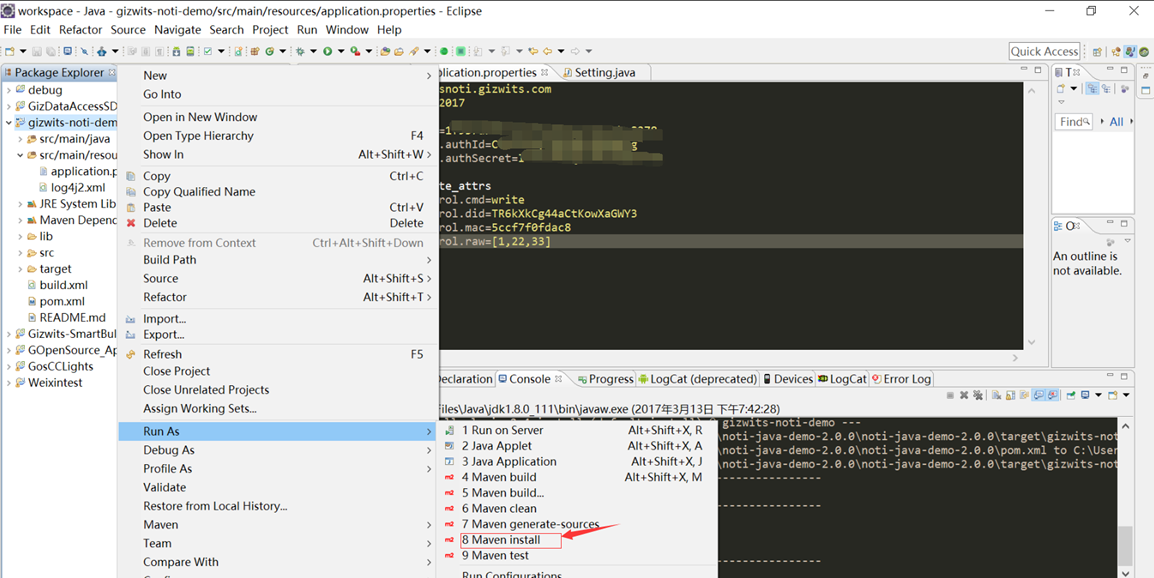 workspace - Java - gizwits-noti-demo/src/main/resources/application.properties - Eclipse
File Edit Refactor Source Navigate Search Project Run Window Help
Quick Access
Package Explorer
debug
GizDataAccessSD
gizwits-noti-dem
src/main/java
src/main/resou
application.p
log4j2.xml
JRE System Lib
Maven Depend
lib
src
target
build.xml
pom.xml
README.md
Gizwits-SmartBul
GOpenSource_Ap
GosCCLights
Weixintest
New
Go Into
Open in New Window
Open Type Hierarchy F4
Show In Alt+Shift+W
Copy Ctrl+C
Copy Qualified Name
Paste Ctrl+V
Delete Delete
Remove from Context Ctrl+Alt+Shift+Down
Build Path
Source Alt+Shift+S
Refactor Alt+Shift+T
Import...
Export...
Refresh F5
Close Project
Close Unrelated Projects
Assign Working Sets...
Run As
Debug As
Profile As
Validate
Restore from Local History...
Maven
Team
Compare With
plication.properties Setting.java
snoti.gizwits.com
2017
.authId=C g
.authSecret=1
te_attrs
rol.cmd=write
rol.did=TR6kXkCg44aCtKowXaGWY3
rol.mac=5ccf7f0fdac8
rol.raw=[1,22,33]
T
Find All
O
An outline is
not available.
Declaration Console Progress LogCat (deprecated) Devices LogCat Error Log
Files\Java\jdk1.8.0_111\bin\javaw.exe (2017年3月13日 下午7:42:28)
gizwits-noti-demo ---
\noti-java-demo-2.0.0\noti-java-demo-2.0.0\target\gizwits-not
\noti-java-demo-2.0.0\noti-java-demo-2.0.0\pom.xml to C:\User
\noti-java-demo-2.0.0\noti-java-demo-2.0.0\target\gizwits-not
----------------
----------------
----------------
1 Run on Server Alt+Shift+X, R
2 Java Applet Alt+Shift+X, A
3 Java Application Alt+Shift+X, J
4 Maven build Alt+Shift+X, M
5 Maven build...
6 Maven clean
7 Maven generate-sources
8 Maven install
9 Maven test
Run Configurations...